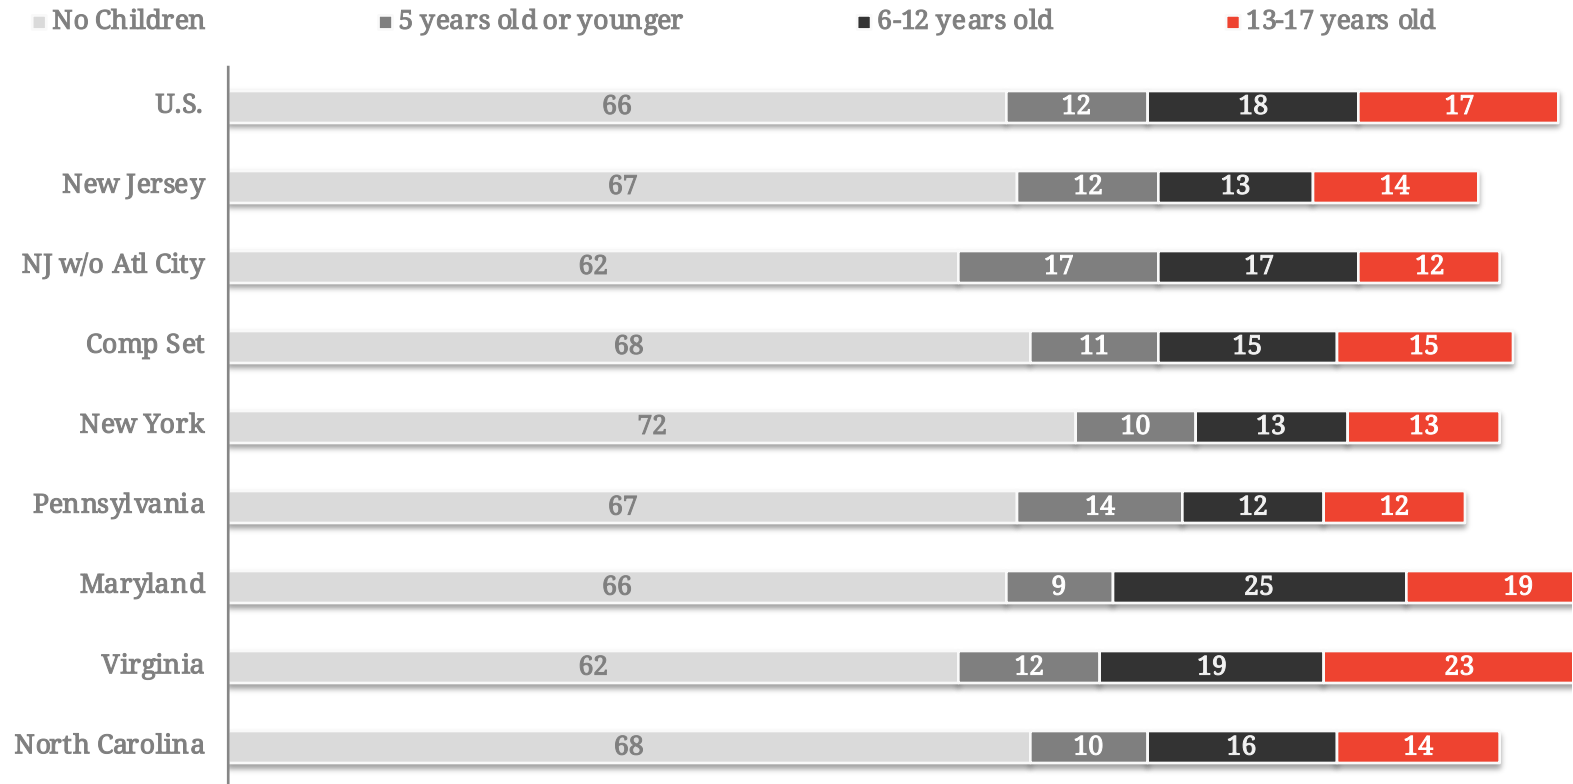 No Children 5 years old or younger 6-12 years old 13-17 years old
U.S. 66 12 18 17
New Jersey 67 12 13 14
NJ w/o Atl City 62 17 17 12
Comp Set 68 11 15 15
New York 72 10 13 13
Pennsylvania 67 14 12 12
Maryland 66 9 25 19
Virginia 62 12 19 23
North Carolina 68 10 16 14